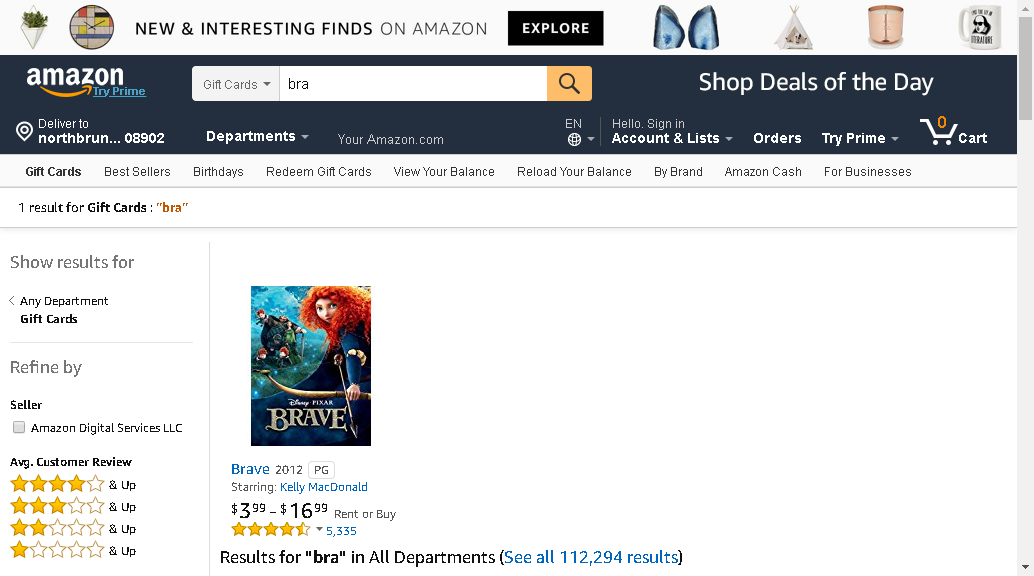 NEW & INTERESTING FINDS ON AMAZON EXPLORE
amazon
Try Prime
Gift Cards
bra
Shop Deals of the Day
Deliver to
northbrun... 08902
Departments
Your Amazon.com
EN
Hello. Sign in
Account & Lists
Orders
Try Prime
0
Cart
Gift Cards Best Sellers Birthdays Redeem Gift Cards View Your Balance Reload Your Balance By Brand Amazon Cash For Businesses
1 result for Gift Cards : "bra"
Show results for
Any Department
Gift Cards
Refine by
Seller
Amazon Digital Services LLC
Avg. Customer Review
& Up
& Up
& Up
& Up
Disney · PIXAR
BRAVE
Brave 2012 PG
Starring: Kelly MacDonald
$3.99 - $16.99 Rent or Buy
5,335
Results for "bra" in All Departments (See all 112,294 results)